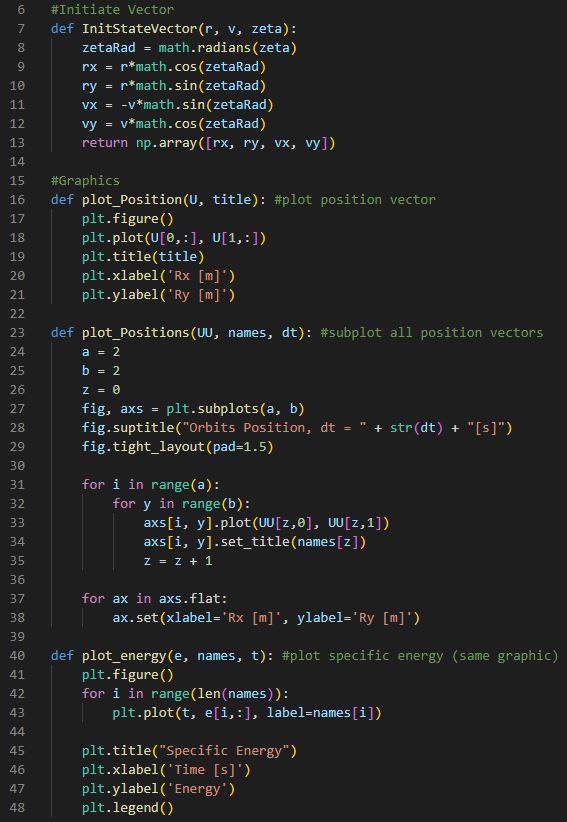 6 #Initiate Vector
7 def InitStateVector(r, v, zeta):
8     zetaRad = math.radians(zeta)
9     rx = r*math.cos(zetaRad)
10     ry = r*math.sin(zetaRad)
11     vx = -v*math.sin(zetaRad)
12     vy = v*math.cos(zetaRad)
13     return np.array([rx, ry, vx, vy])
14
15 #Graphics
16 def plot_Position(U, title): #plot position vector
17     plt.figure()
18     plt.plot(U[0,:], U[1,:])
19     plt.title(title)
20     plt.xlabel('Rx [m]')
21     plt.ylabel('Ry [m]')
22
23 def plot_Positions(UU, names, dt): #subplot all position vectors
24     a = 2
25     b = 2
26     z = 0
27     fig, axs = plt.subplots(a, b)
28     fig.suptitle("Orbits Position, dt = " + str(dt) + "[s]")
29     fig.tight_layout(pad=1.5)
30
31     for i in range(a):
32         for y in range(b):
33             axs[i, y].plot(UU[z,0], UU[z,1])
34             axs[i, y].set_title(names[z])
35             z = z + 1
36
37     for ax in axs.flat:
38         ax.set(xlabel='Rx [m]', ylabel='Ry [m]')
39
40 def plot_energy(e, names, t): #plot specific energy (same graphic)
41     plt.figure()
42     for i in range(len(names)):
43         plt.plot(t, e[i,:], label=names[i])
44
45     plt.title("Specific Energy")
46     plt.xlabel('Time [s]')
47     plt.ylabel('Energy')
48     plt.legend()